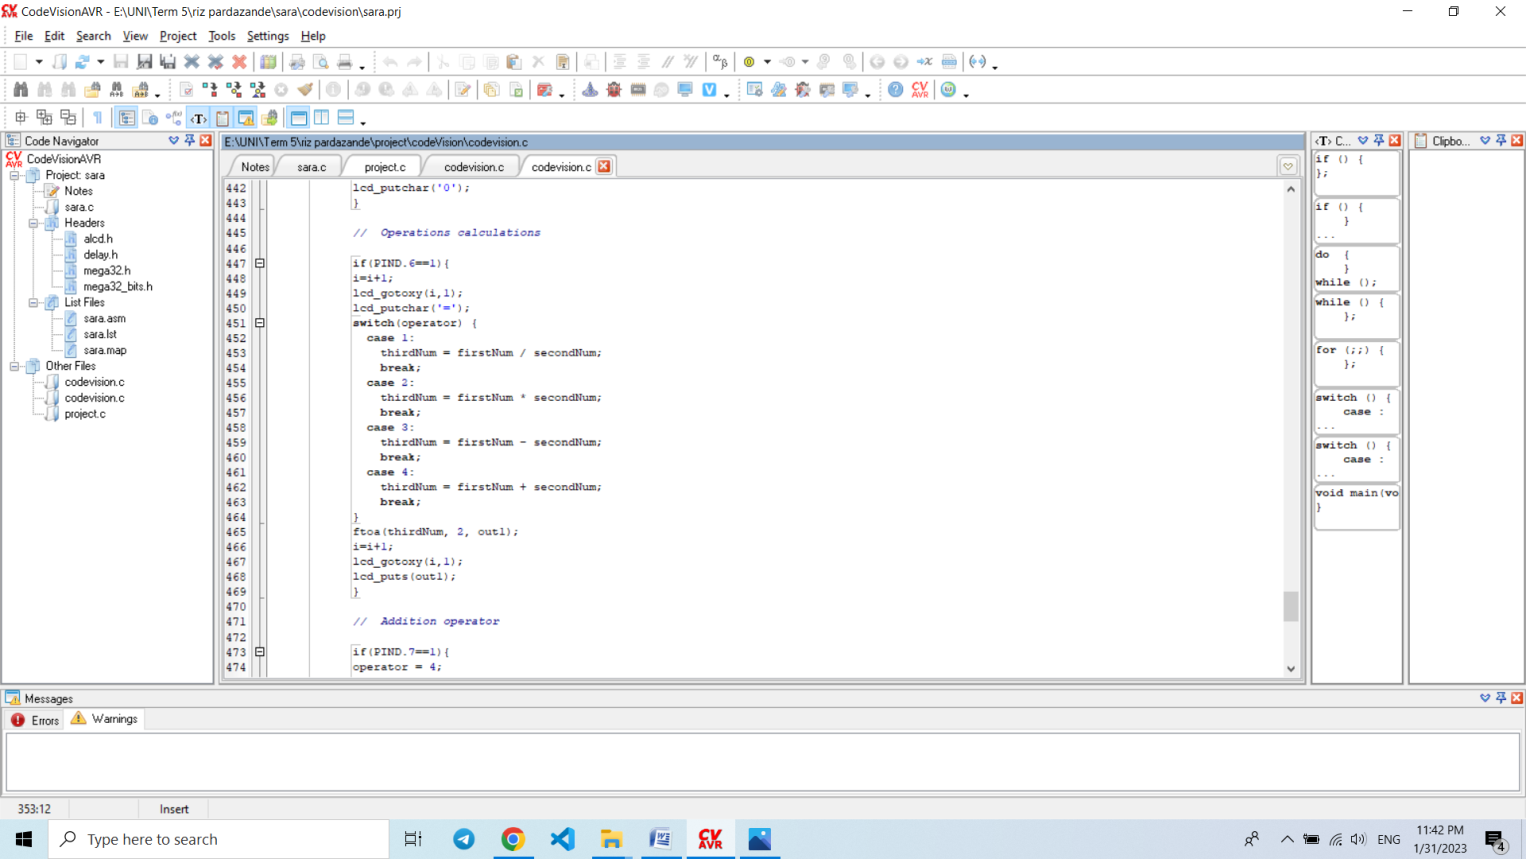 CodeVisionAVR - E:\UNI\Term 5\riz pardazande\sara\codevision\sara.prj
File Edit Search View Project Tools Settings Help
Code Navigator
CodeVisionAVR
Project: sara
Notes
sara.c
Headers
alcd.h
delay.h
mega32.h
mega32_bits.h
List Files
sara.asm
sara.lst
sara.map
Other Files
codevision.c
codevision.c
project.c
E:\UNI\Term 5\riz pardazande\project\codeVision\codevision.c
Notes sara.c project.c codevision.c codevision.c
442 lcd_putchar('0');
443 }
444
445 // Operations calculations
446
447 if(PIND.6==1){
448 i=i+1;
449 lcd_gotoxy(i,1);
450 lcd_putchar('=');
451 switch(operator) {
452 case 1:
453 thirdNum = firstNum / secondNum;
454 break;
455 case 2:
456 thirdNum = firstNum * secondNum;
457 break;
458 case 3:
459 thirdNum = firstNum - secondNum;
460 break;
461 case 4:
462 thirdNum = firstNum + secondNum;
463 break;
464 }
465 ftoa(thirdNum, 2, out1);
466 i=i+1;
467 lcd_gotoxy(i,1);
468 lcd_puts(out1);
469 }
470
471 // Addition operator
472
473 if(PIND.7==1){
474 operator = 4;
<T> C...
if () {
};
if () {
}
...
do {
}
while ();
while () {
};
for (;;) {
};
switch () {
case :
...
switch () {
case :
...
void main(vo
}
Clipbo...
Messages
Errors Warnings
353:12 Insert
Type here to search
ENG
11:42 PM
1/31/2023
4